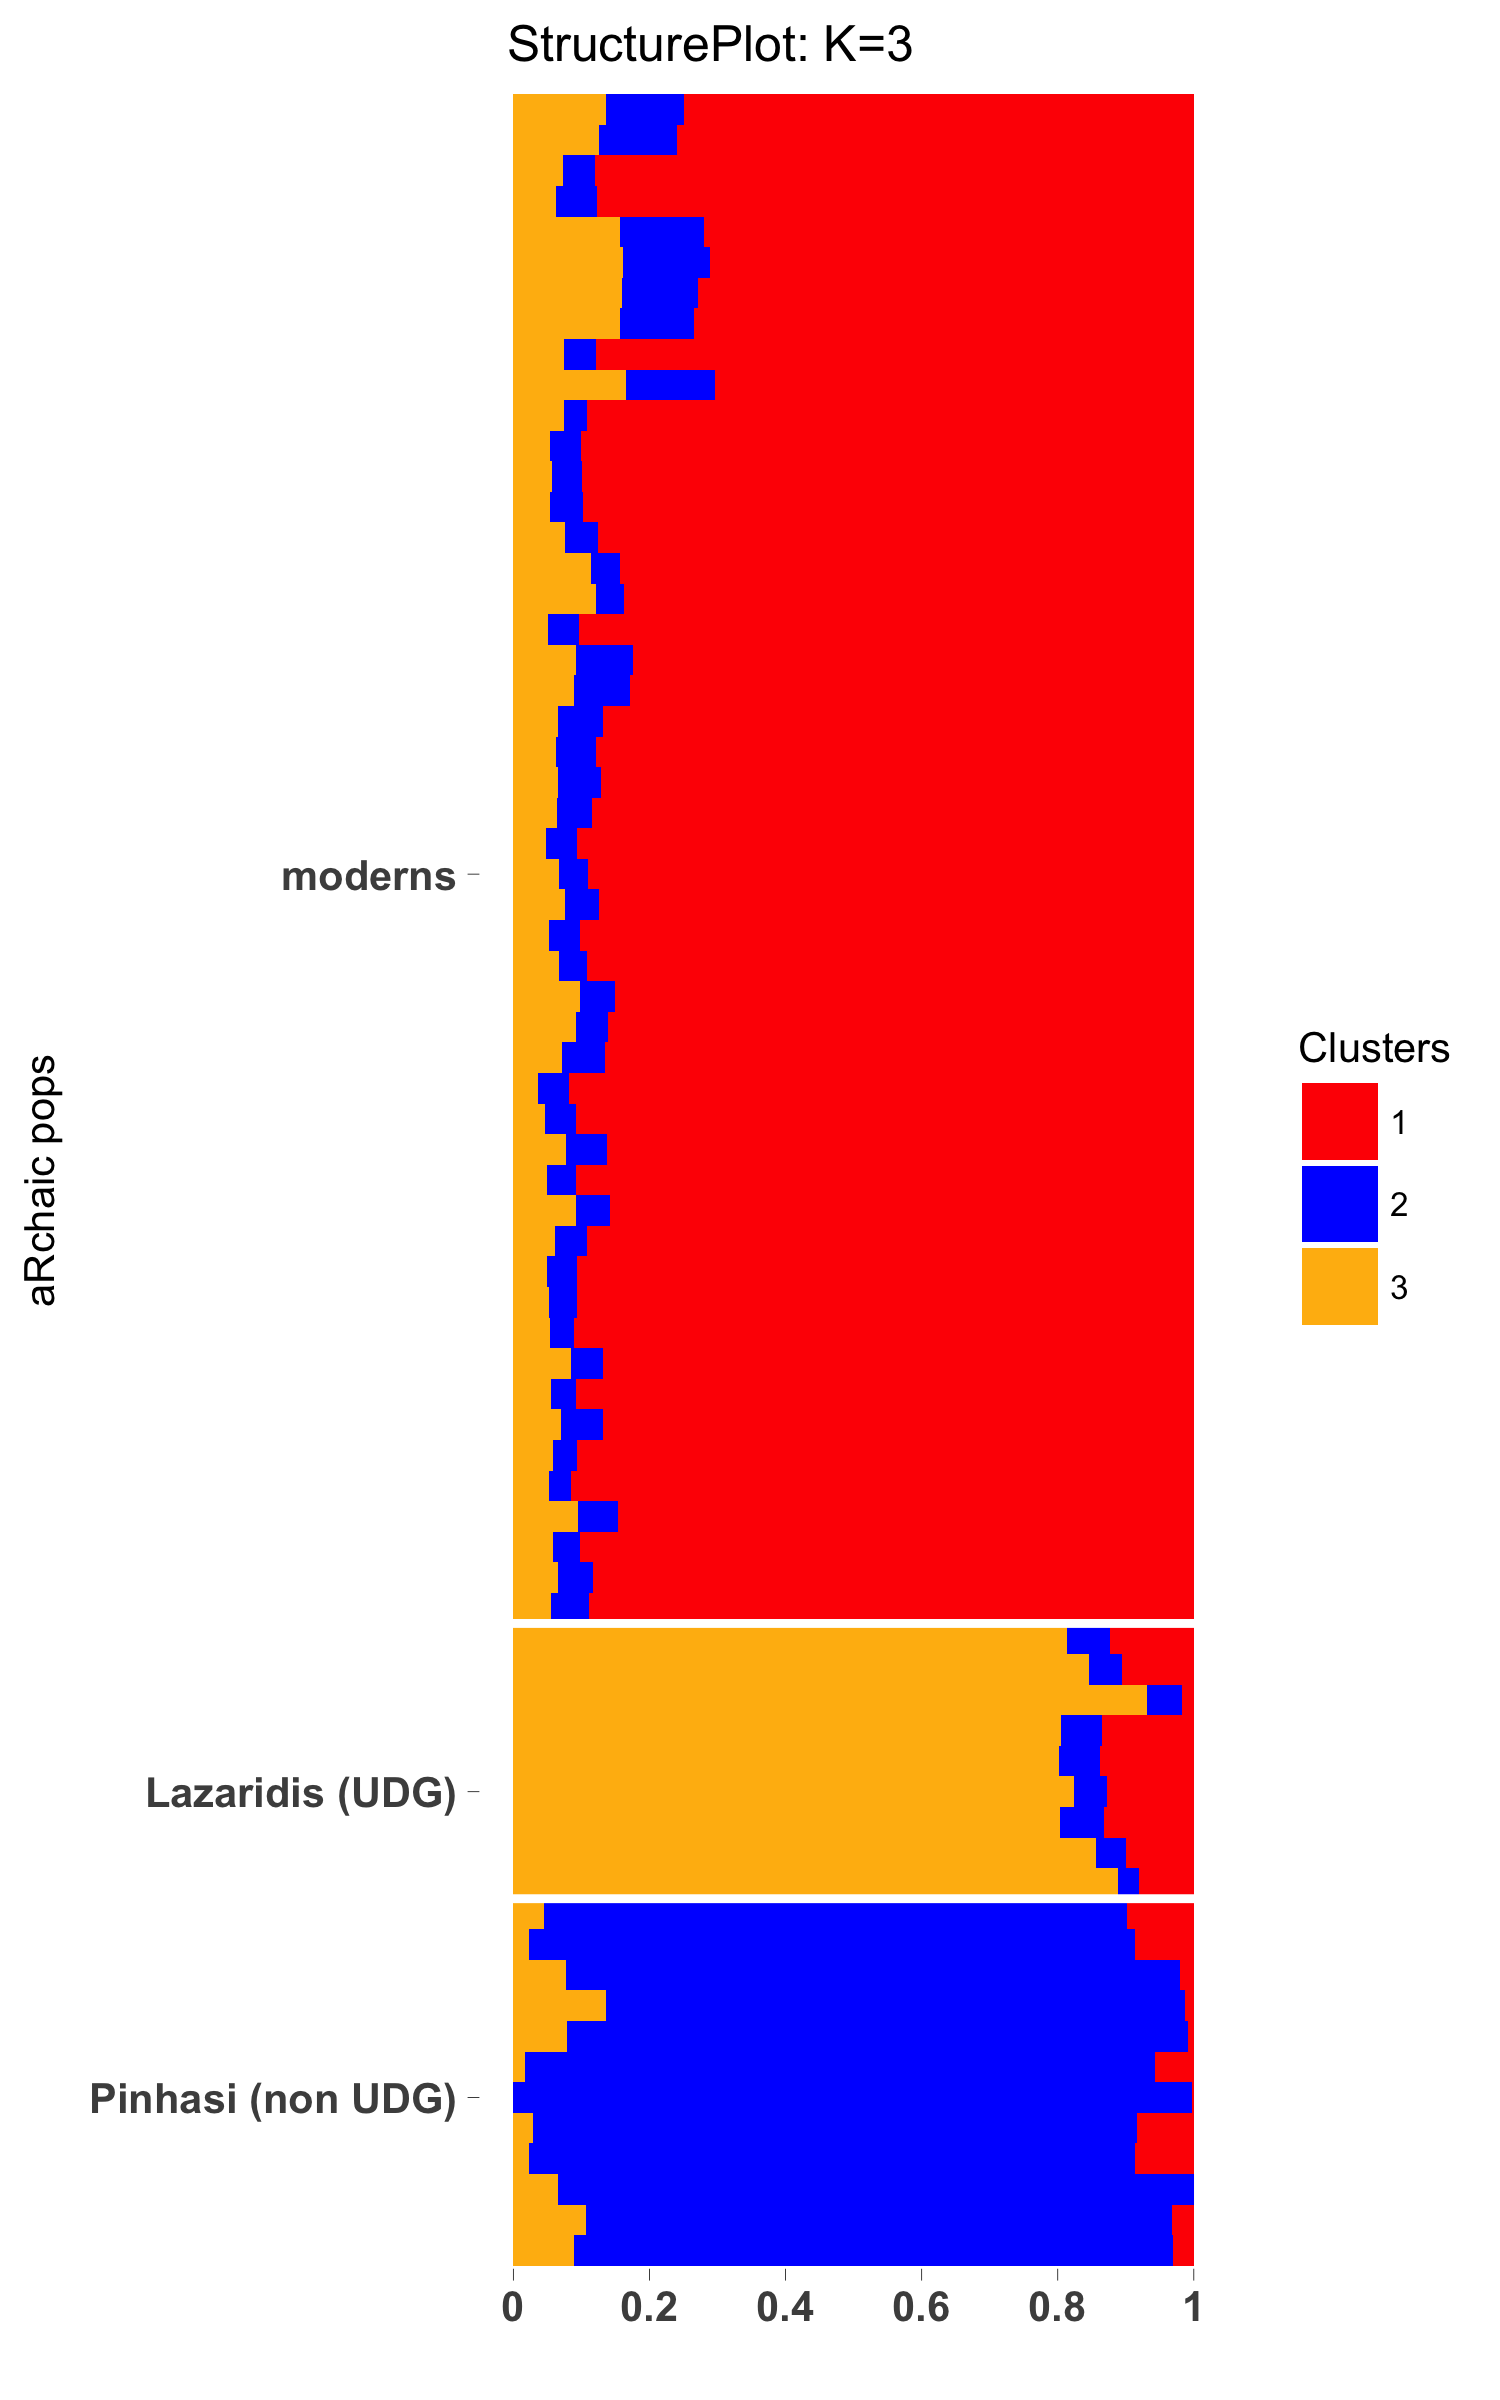 StructurePlot: K=3
moderns
Lazaridis (UDG)
Pinhasi (non UDG)
aRchaic pops
0 0.2 0.4 0.6 0.8 1
Clusters
1
2
3